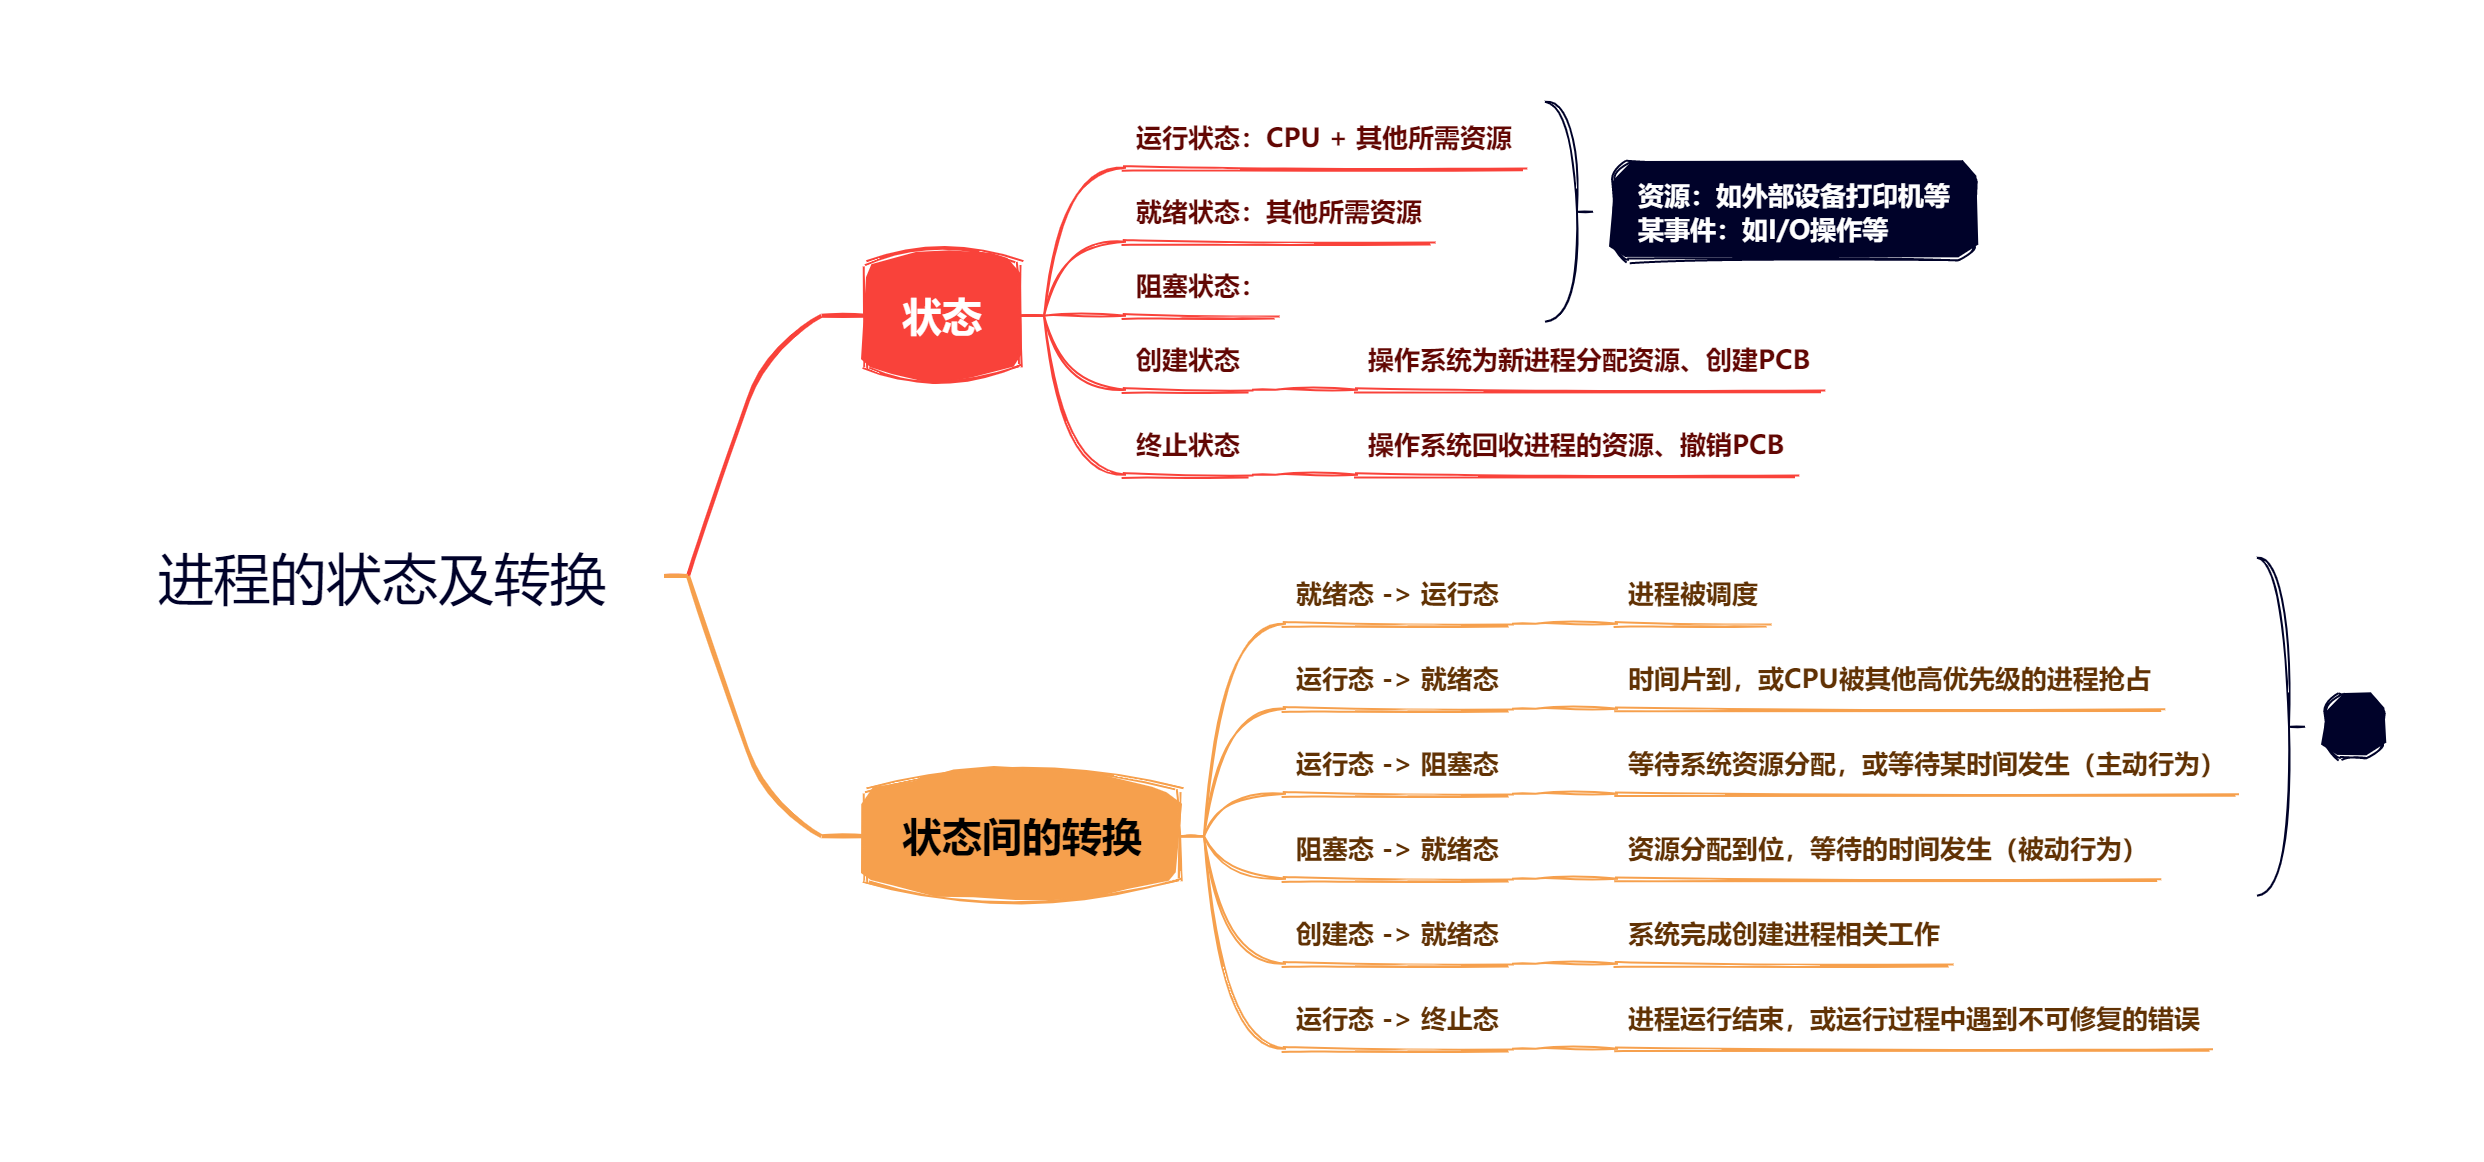 进程的状态及转换
状态
运行状态：CPU + 其他所需资源
就绪状态：其他所需资源
阻塞状态：
资源：如外部设备打印机等
某事件：如I/O操作等
创建状态
操作系统为新进程分配资源、创建PCB
终止状态
操作系统回收进程的资源、撤销PCB
状态间的转换
就绪态 -> 运行态
进程被调度
运行态 -> 就绪态
时间片到，或CPU被其他高优先级的进程抢占
运行态 -> 阻塞态
等待系统资源分配，或等待某时间发生（主动行为）
阻塞态 -> 就绪态
资源分配到位，等待的时间发生（被动行为）
创建态 -> 就绪态
系统完成创建进程相关工作
运行态 -> 终止态
进程运行结束，或运行过程中遇到不可修复的错误